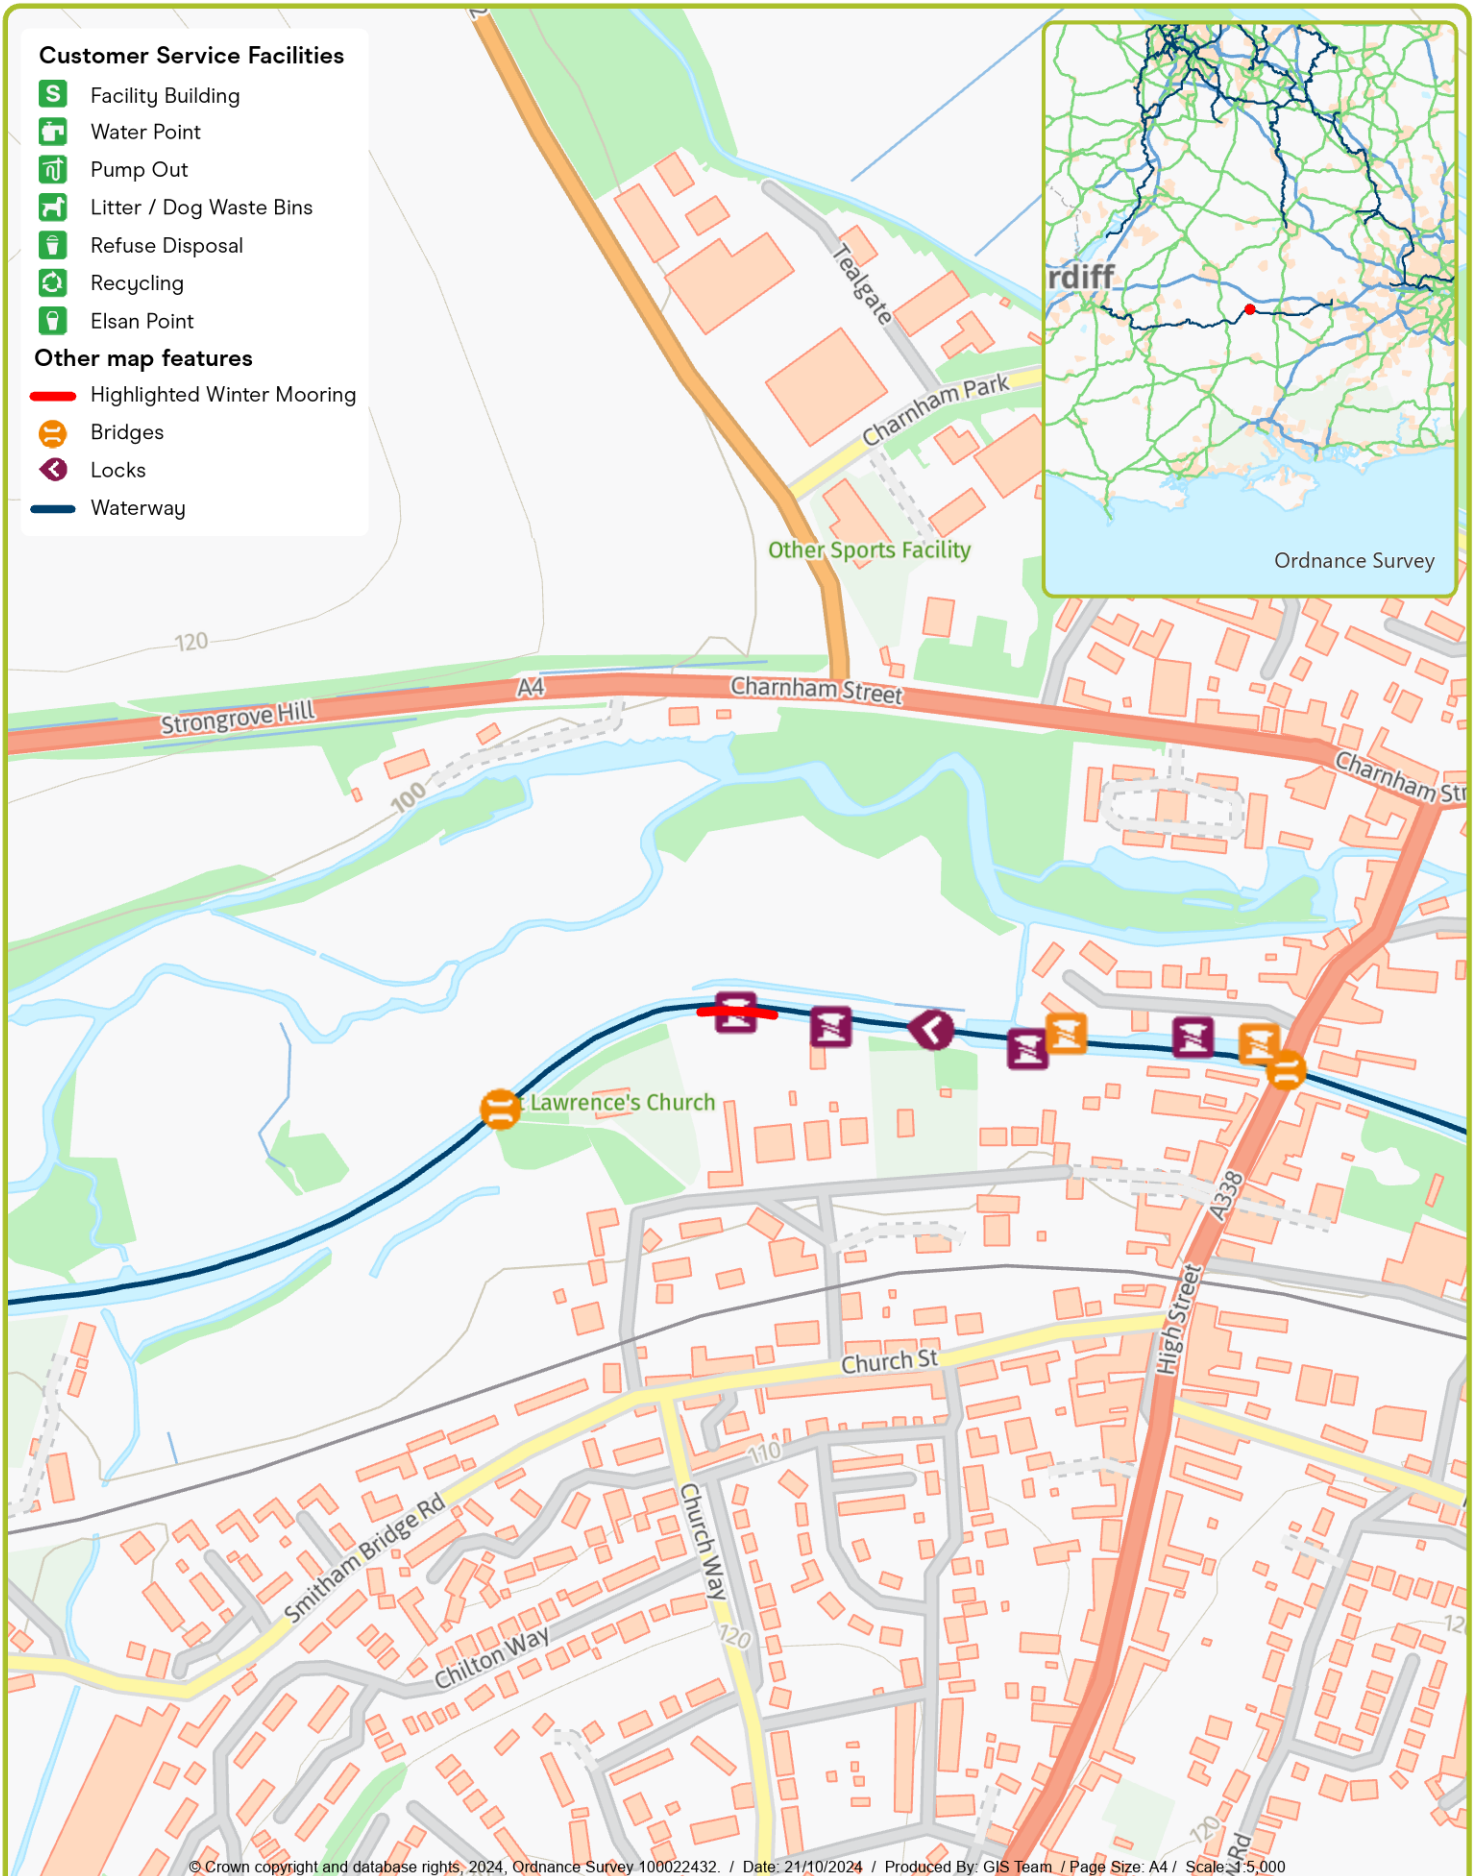 Customer Service Facilities
S Facility Building
Water Point
Pump Out
Litter / Dog Waste Bins
Refuse Disposal
Recycling
Elsan Point
Other map features
Highlighted Winter Mooring
Bridges
Locks
Waterway
rdiff
Ordnance Survey
Tealgate
Charnham Park
Other Sports Facility
120
A4
Charnham Street
Strongrove Hill
Charnham Str
100
t Lawrence's Church
A338
High Street
Church St
110
Smitham Bridge Rd
Church Way
Chilton Way
120
120
120
Rd
© Crown copyright and database rights, 2024, Ordnance Survey 100022432. / Date: 21/10/2024 / Produced By: GIS Team / Page Size: A4 / Scale: 1:5,000